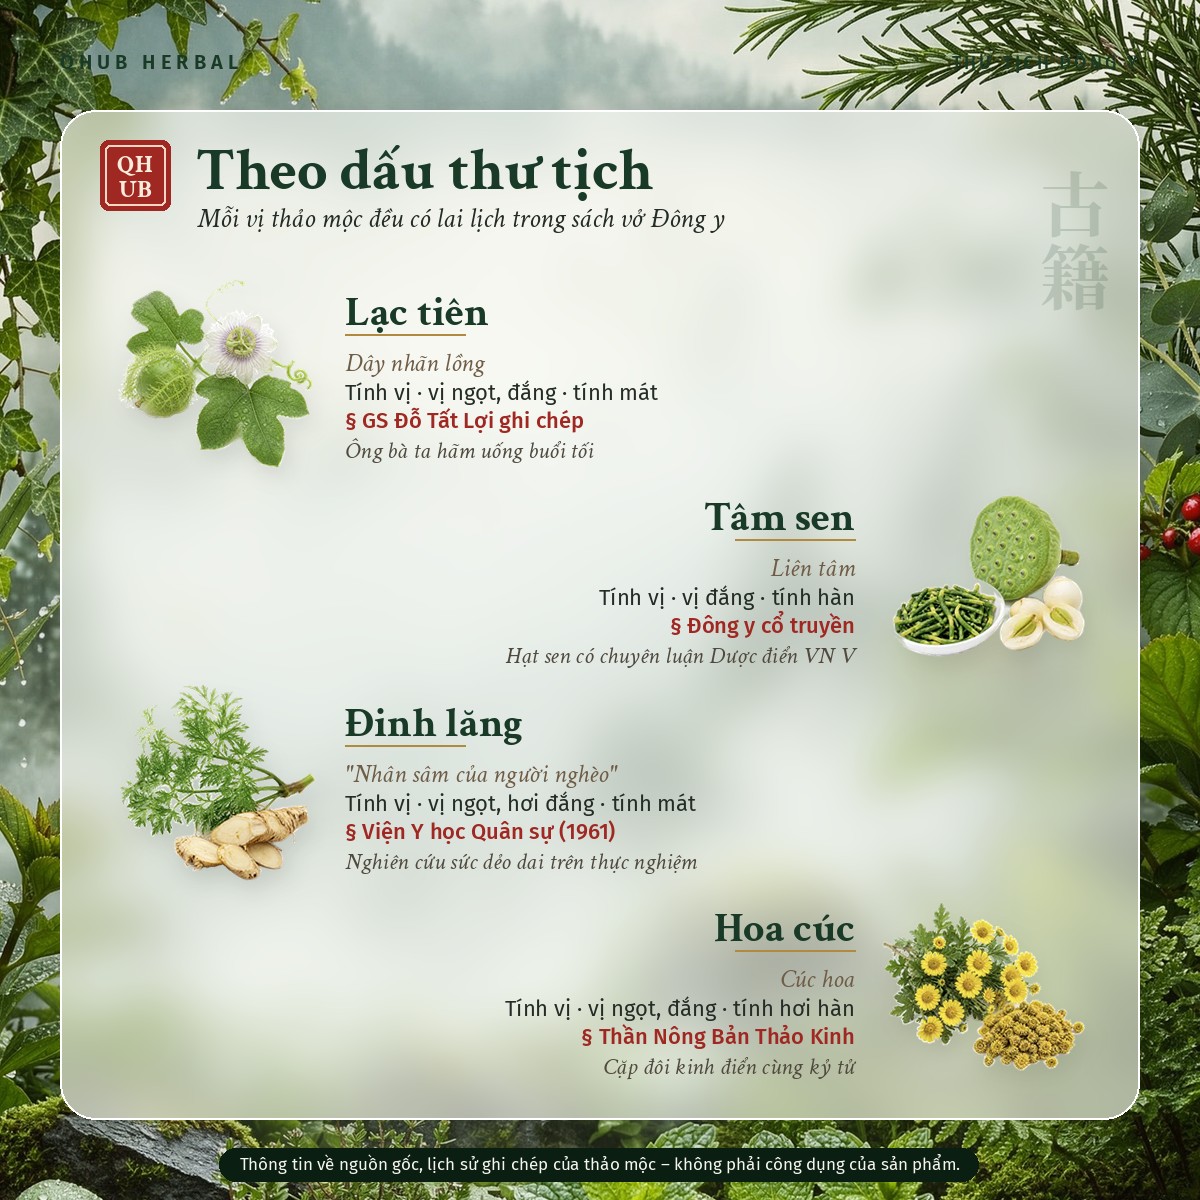 QHUB HERBAL
THƯ TỊCH ĐÔNG Y
QH
UB
Theo dấu thư tịch
Mỗi vị thảo mộc đều có lai lịch trong sách vở Đông y
古
籍
Lạc tiên
Dây nhãn lồng
Tính vị · vị ngọt, đắng · tính mát
§ GS Đỗ Tất Lợi ghi chép
Ông bà ta hãm uống buổi tối
Tâm sen
Liên tâm
Tính vị · vị đắng · tính hàn
§ Đông y cổ truyền
Hạt sen có chuyên luận Dược điển VN V
Đinh lăng
"Nhân sâm của người nghèo"
Tính vị · vị ngọt, hơi đắng · tính mát
§ Viện Y học Quân sự (1961)
Nghiên cứu sức dẻo dai trên thực nghiệm
Hoa cúc
Cúc hoa
Tính vị · vị ngọt, đắng · tính hơi hàn
§ Thần Nông Bản Thảo Kinh
Cặp đôi kinh điển cùng kỷ tử
Thông tin về nguồn gốc, lịch sử ghi chép của thảo mộc – không phải công dụng của sản phẩm.